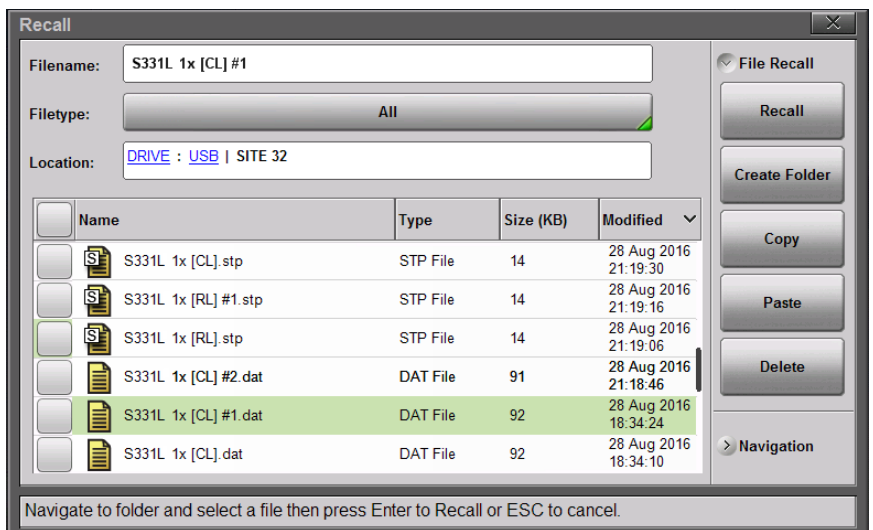 Recall
Filename: S331L 1x [CL] #1
Filetype: All
Location: DRIVE : USB | SITE 32
Name Type Size (KB) Modified
S331L 1x [CL].stp STP File 14 28 Aug 2016 21:19:30
S331L 1x [RL] #1.stp STP File 14 28 Aug 2016 21:19:16
S331L 1x [RL].stp STP File 14 28 Aug 2016 21:19:06
S331L 1x [CL] #2.dat DAT File 91 28 Aug 2016 21:18:46
S331L 1x [CL] #1.dat DAT File 92 28 Aug 2016 18:34:24
S331L 1x [CL].dat DAT File 92 28 Aug 2016 18:34:10
File Recall
Recall
Create Folder
Copy
Paste
Delete
Navigation
Navigate to folder and select a file then press Enter to Recall or ESC to cancel.